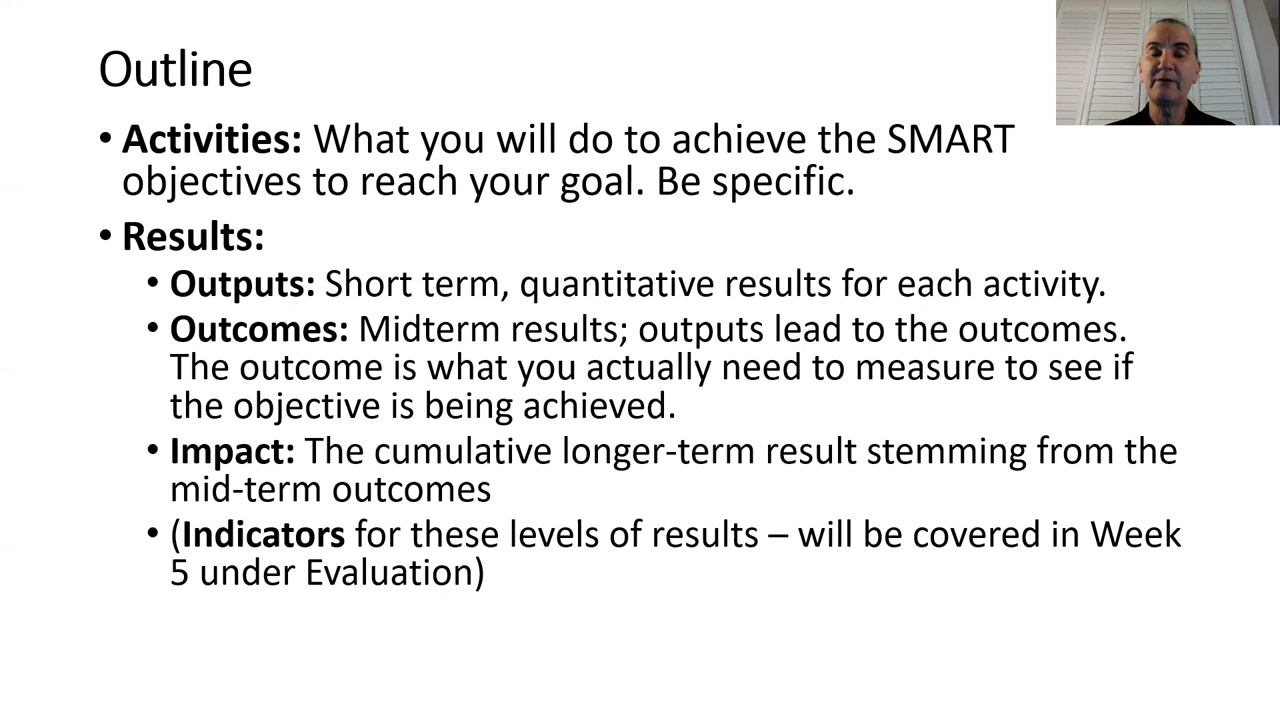 Outline
• Activities: What you will do to achieve the SMART
objectives to reach your goal. Be specific.
• Results:
• Outputs: Short term, quantitative results for each activity.
• Outcomes: Midterm results; outputs lead to the outcomes.
The outcome is what you actually need to measure to see if
the objective is being achieved.
• Impact: The cumulative longer-term result stemming from the
mid-term outcomes
• (Indicators for these levels of results – will be covered in Week
5 under Evaluation)